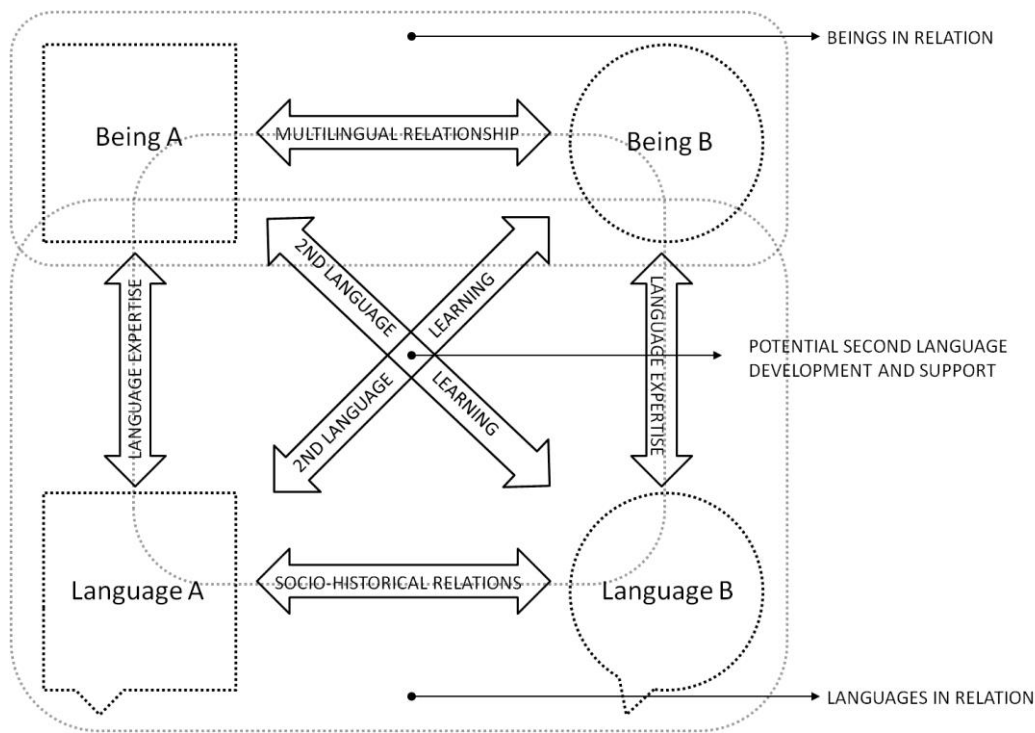 BEINGS IN RELATION
Being A
MULTILINGUAL RELATIONSHIP
Being B
2ND LANGUAGE
LEARNING
LANGUAGE EXPERTISE
LANGUAGE EXPERTISE
POTENTIAL SECOND LANGUAGE
DEVELOPMENT AND SUPPORT
2ND LANGUAGE
LEARNING
Language A
SOCIO-HISTORICAL RELATIONS
Language B
LANGUAGES IN RELATION